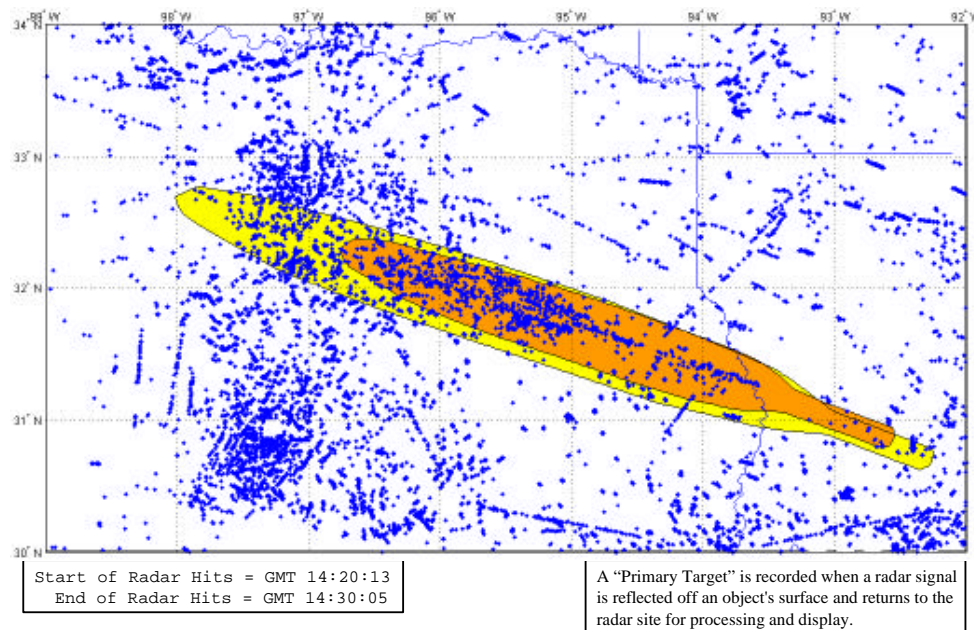 99° W 98° W 97° W 96° W 95° W 94° W 93° W 92° W
34° N
33° N
32° N
31° N
30° N
Start of Radar Hits = GMT 14:20:13
End of Radar Hits = GMT 14:30:05
A “Primary Target” is recorded when a radar signal
is reflected off an object's surface and returns to the
radar site for processing and display.